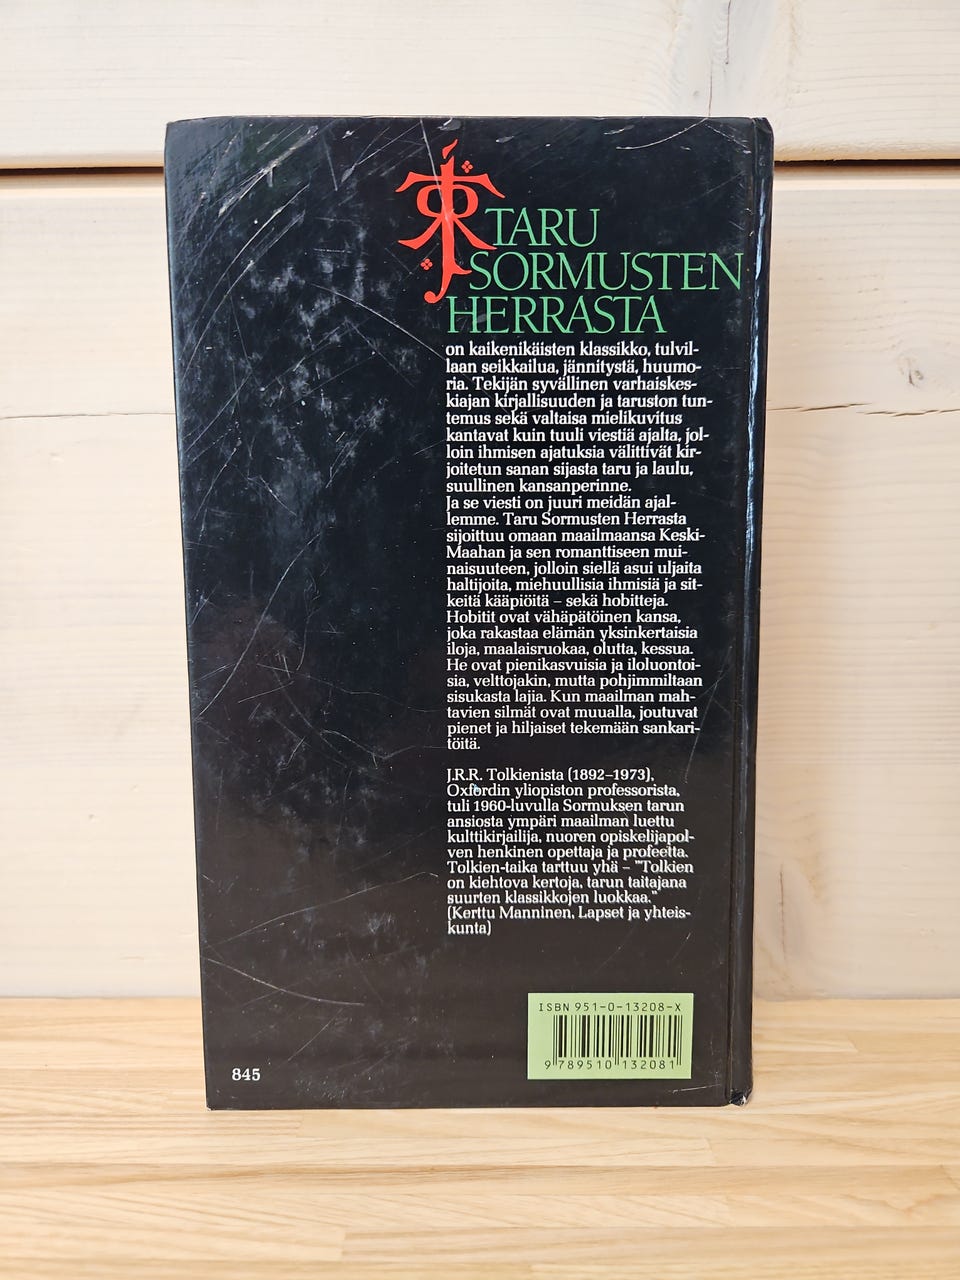 TARU
SORMUSTEN
HERRASTA
on kaikenikäisten klassikko, tulvil-
laan seikkailua, jännitystä, huumo-
ria. Tekijän syvällinen varhaiskes-
kiajan kirjallisuuden ja taruston tun-
temus sekä valtaisa mielikuvitus
kantavat kuin tuuli viestiä ajalta, jol-
loin ihmisen ajatuksia välittivät kir-
joitetun sanan sijasta taru ja laulu,
suullinen kansanperinne.
Ja se viesti on juuri meidän ajal-
lemme. Taru Sormusten Herrasta
sijoittuu omaan maailmaansa Keski-
Maahan ja sen romanttiseen mui-
naisuuteen, jolloin siellä asui uljaita
haltijoita, miehuullisia ihmisiä ja sit-
keitä kääpiöitä – sekä hobitteja.
Hobitit ovat vähäpätöinen kansa,
joka rakastaa elämän yksinkertaisia
iloja, maalaisruokaa, olutta, kessua.
He ovat pienikasvuisia ja iloluontoi-
sia, velttojakin, mutta pohjimmiltaan
sisukasta lajia. Kun maailman mah-
tavien silmät ovat muualla, joutuvat
pienet ja hiljaiset tekemään sankari-
töitä.
J.R.R. Tolkienista (1892–1973),
Oxfordin yliopiston professorista,
tuli 1960-luvulla Sormuksen tarun
ansiosta ympäri maailman luettu
kulttikirjailija, nuoren opiskelijapol-
ven henkinen opettaja ja profeetta.
Tolkien-taika tarttuu yhä – "Tolkien
on kiehtova kertoja, tarun taitajana
suurten klassikkojen luokkaa."
(Kerttu Manninen, Lapset ja yhteis-
kunta)
ISBN 951-0-13208-X
9 789510 132081
845